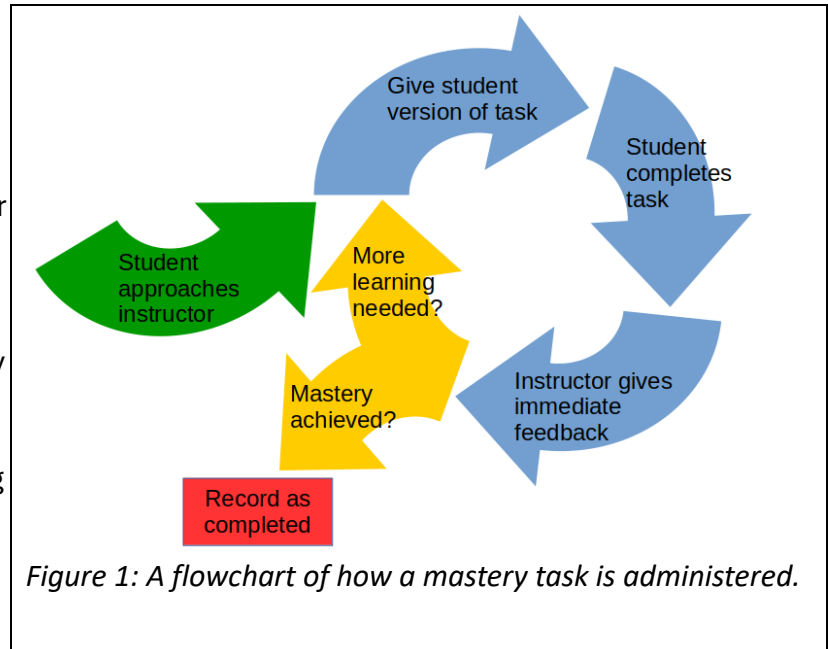 Give student
version of task
Student
completes
task
r
Student
approaches
instructor
More
learning
needed?
Mastery
achieved?
Instructor gives
immediate
feedback
Record as
completed
g
Figure 1: A flowchart of how a mastery task is administered.